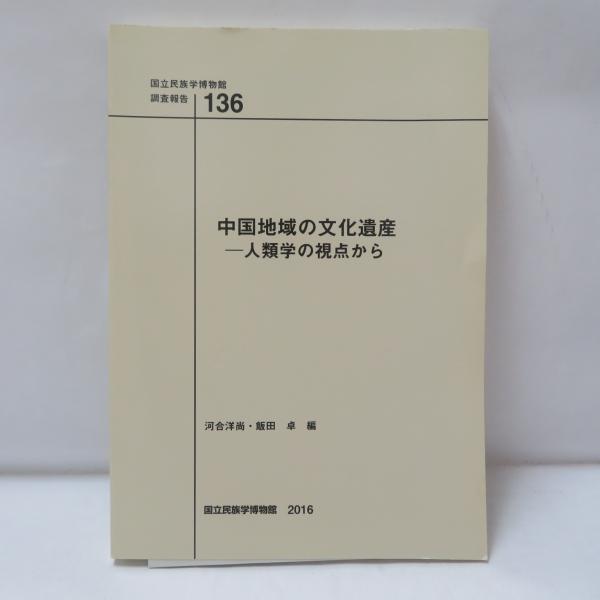 国立民族学博物館
調査報告 136
中国地域の文化遺産
―人類学の視点から
河合洋尚・飯田　卓　編
国立民族学博物館　2016